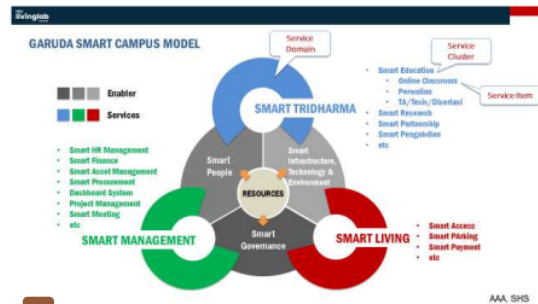 livinglab
GARUDA SMART CAMPUS MODEL
Service
Domain
Service
Cluster
Service Item
Enabler
Services
• Smart Education
• Online Classroom
• Perwalian
• TA/Tesis/Disertasi
• Smart Research
• Smart Partnership
• Smart Pengabdian
• etc
SMART TRIDHARMA
• Smart HR Management
• Smart Finance
• Smart Asset Management
• Smart Procurement
• Dashboard System
• Project Management
• Smart Meeting
• etc
Smart
People
Smart
Infrastructure,
Technology &
Environment
RESOURCES
Smart
Governance
SMART MANAGEMENT
SMART LIVING
• Smart Access
• Smart PArking
• Smart Payment
• etc
AAA, SHS